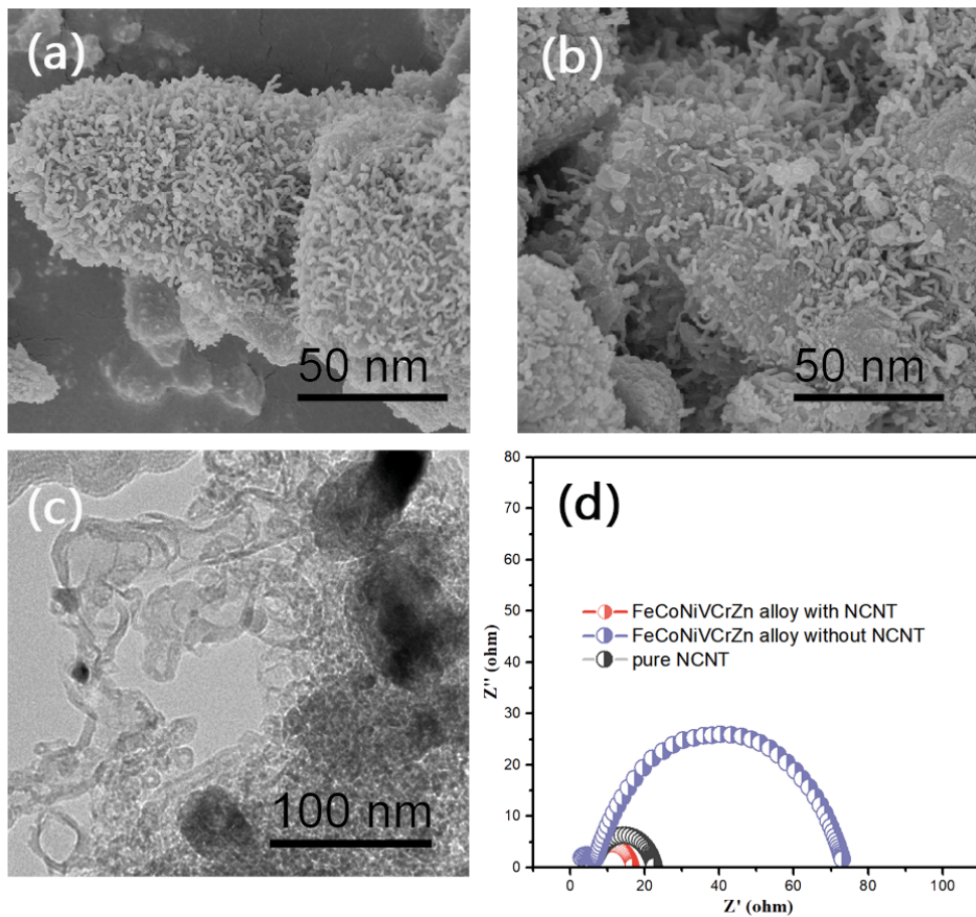 (a)
50 nm
(b)
50 nm
(c)
100 nm
(d)
80
70
60
50
40
30
20
10
0
Z'' (ohm)
FeCoNiVCrZn alloy with NCNT
FeCoNiVCrZn alloy without NCNT
pure NCNT
0 20 40 60 80 100
Z' (ohm)